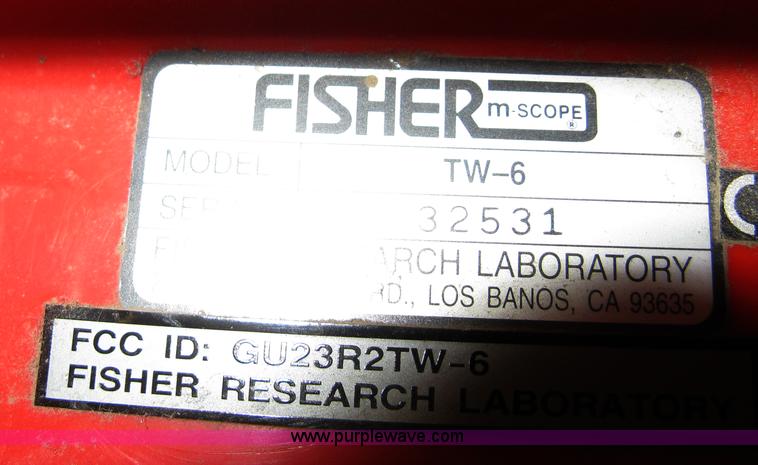 FISHER m-SCOPE ®
MODEL TW-6
32531
LABORATORY
RD., LOS BANOS, CA 93635
FCC ID: GU23R2TW-6
FISHER RESEARCH LABORATORY
www.purplewave.com